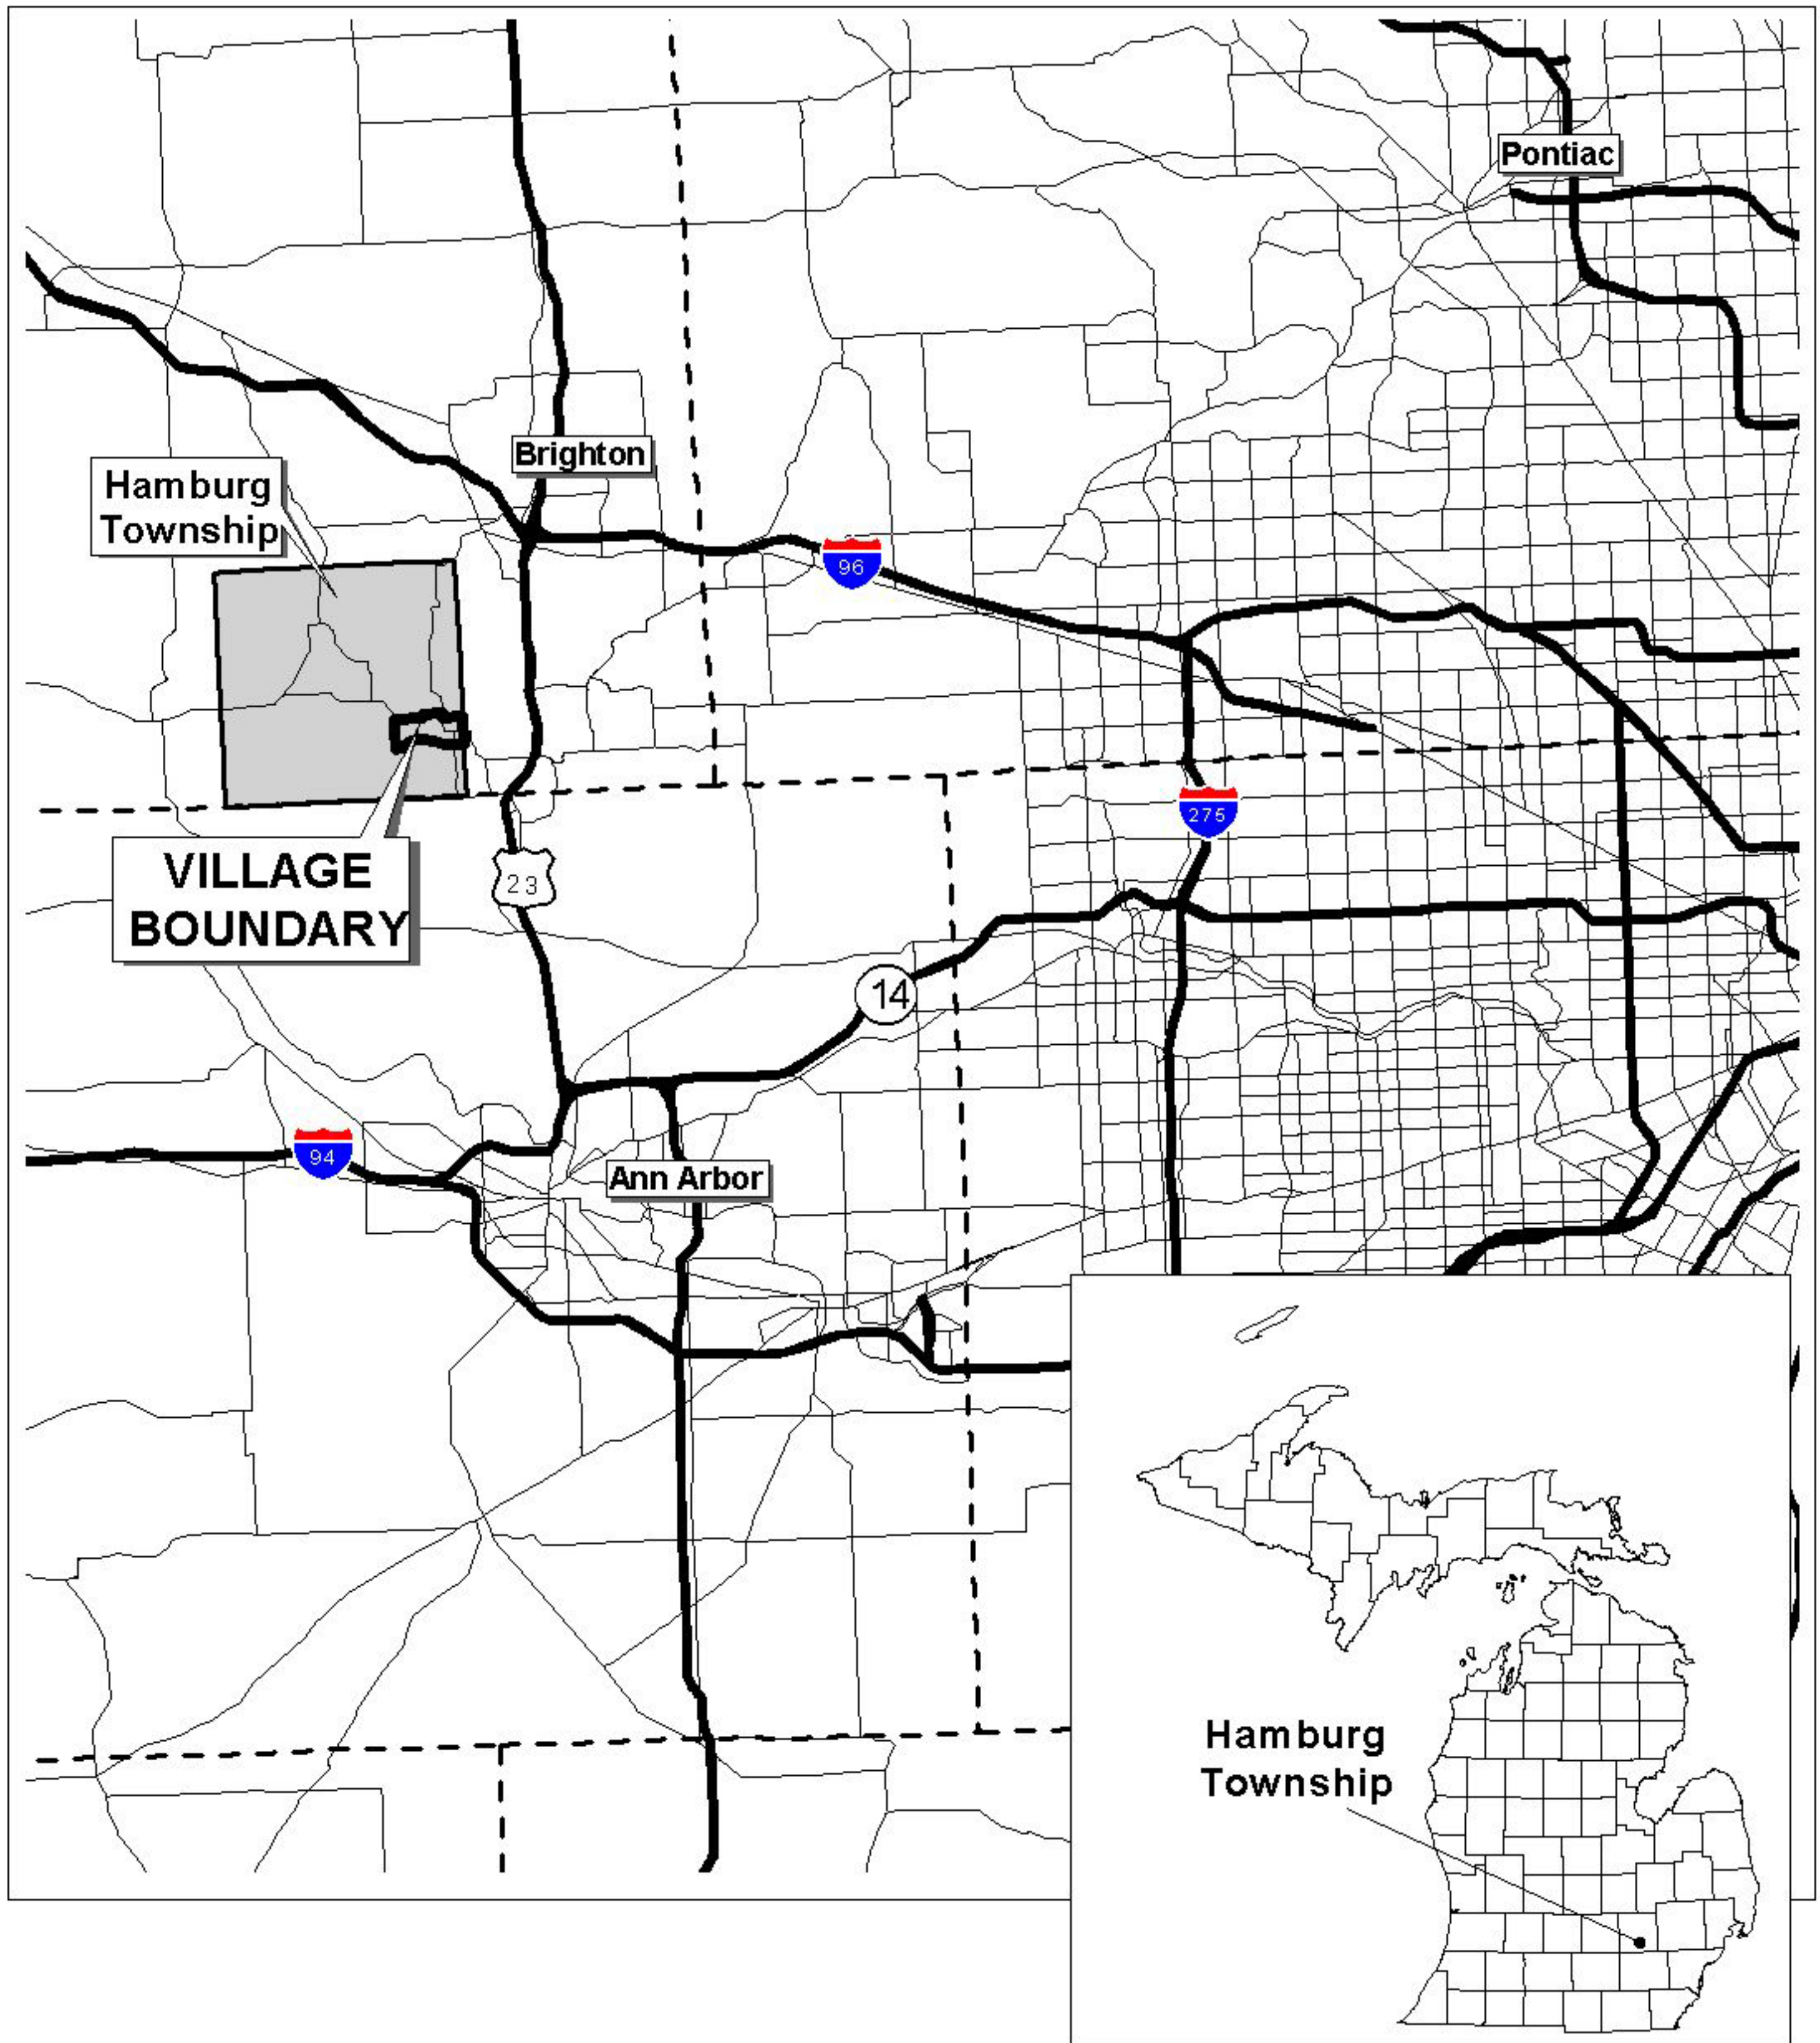 Pontiac
Brighton
Hamburg
Township
96
275
VILLAGE
BOUNDARY
23
14
94
Ann Arbor
Hamburg
Township